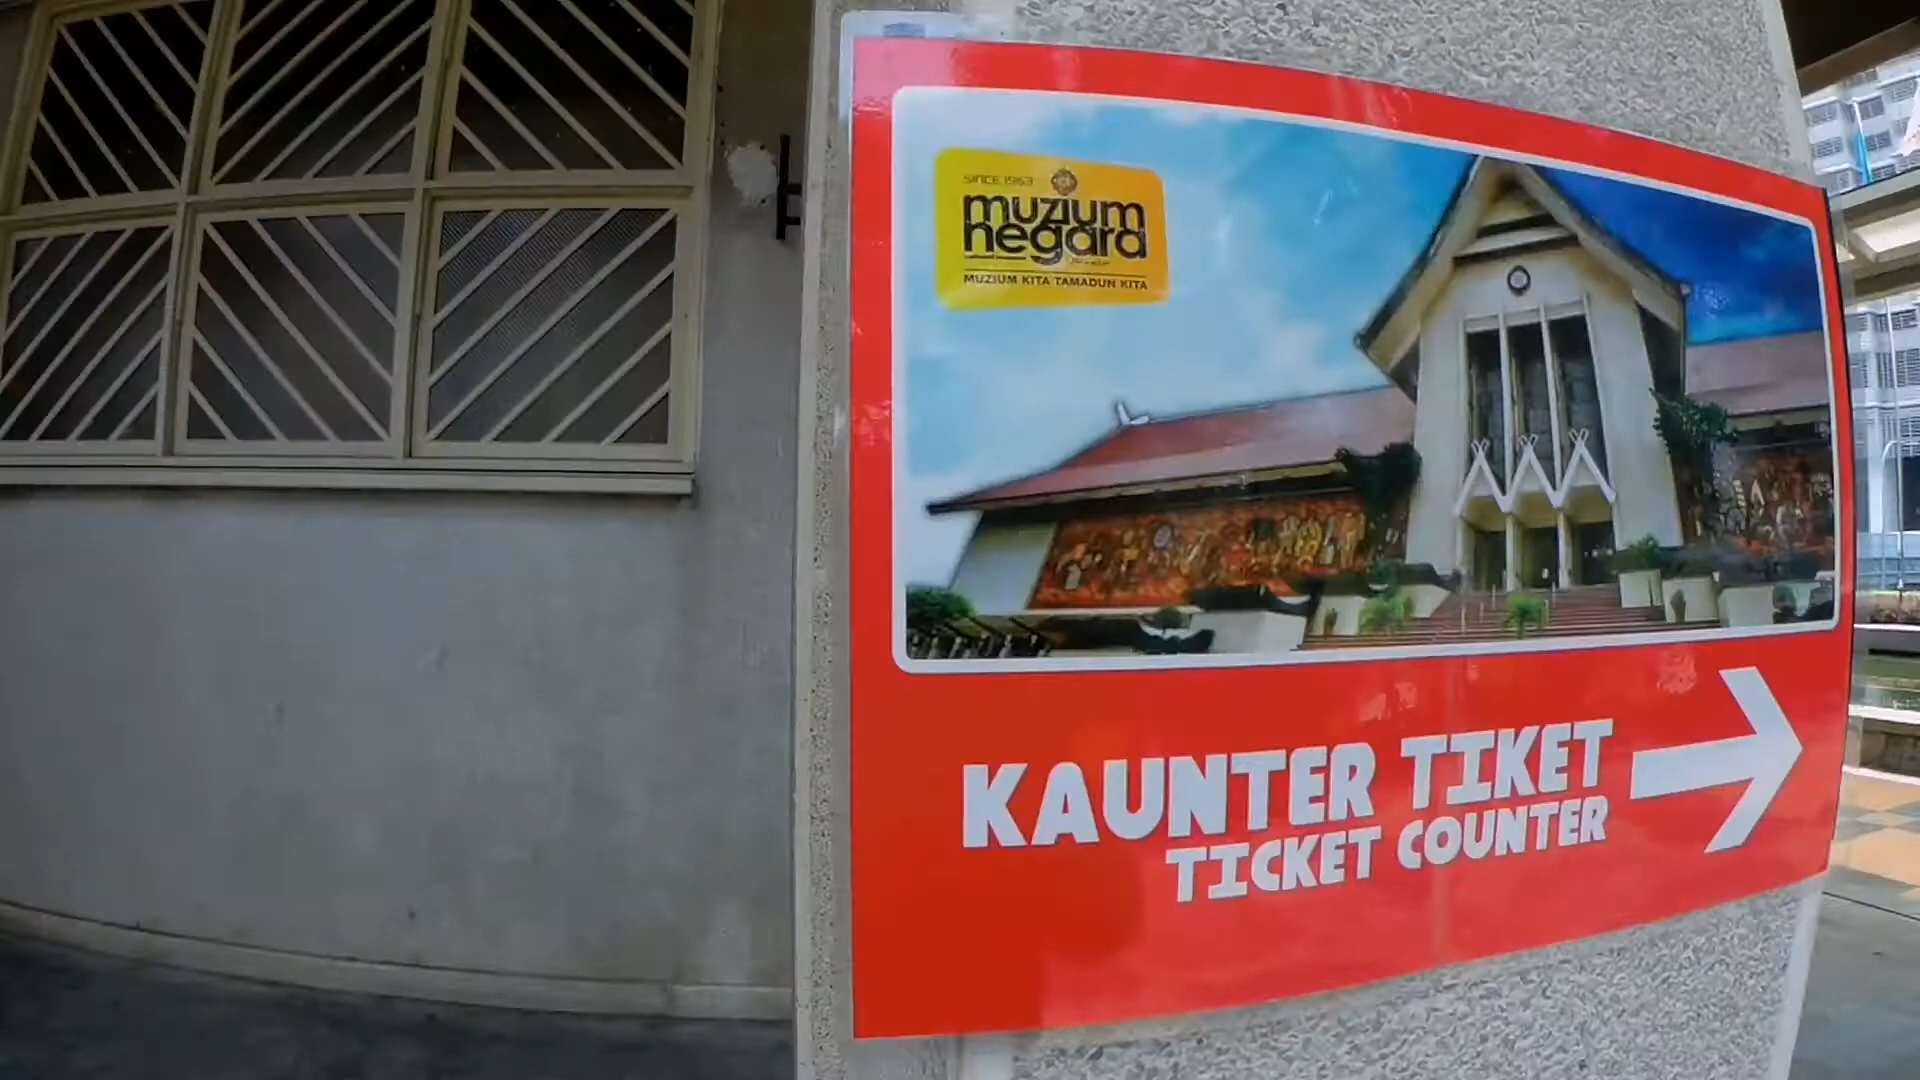 SINCE 1963
muzium
negara
MUZIUM KITA TAMADUN KITA
KAUNTER TIKET
TICKET COUNTER